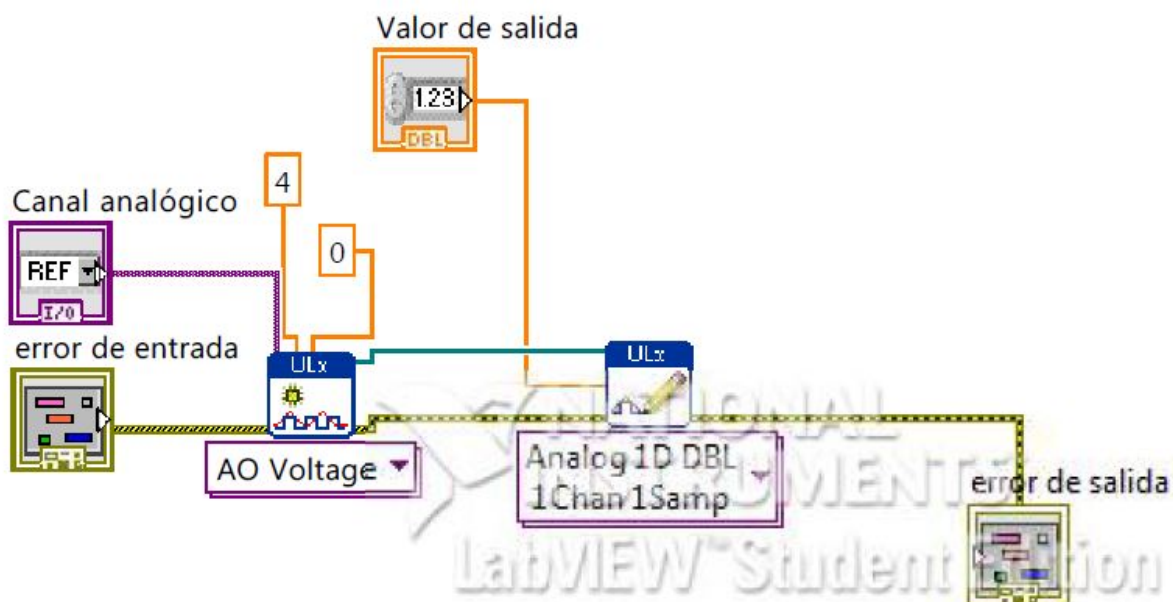 Valor de salida
1.23
DBL
4
Canal analógico
0
REF
I/O
error de entrada
ULx
ULx
AO Voltage
Analog 1D DBL
1Chan 1Samp
NATIONAL
INSTRUMENTS
error de salida
LabVIEW™ Student Edition